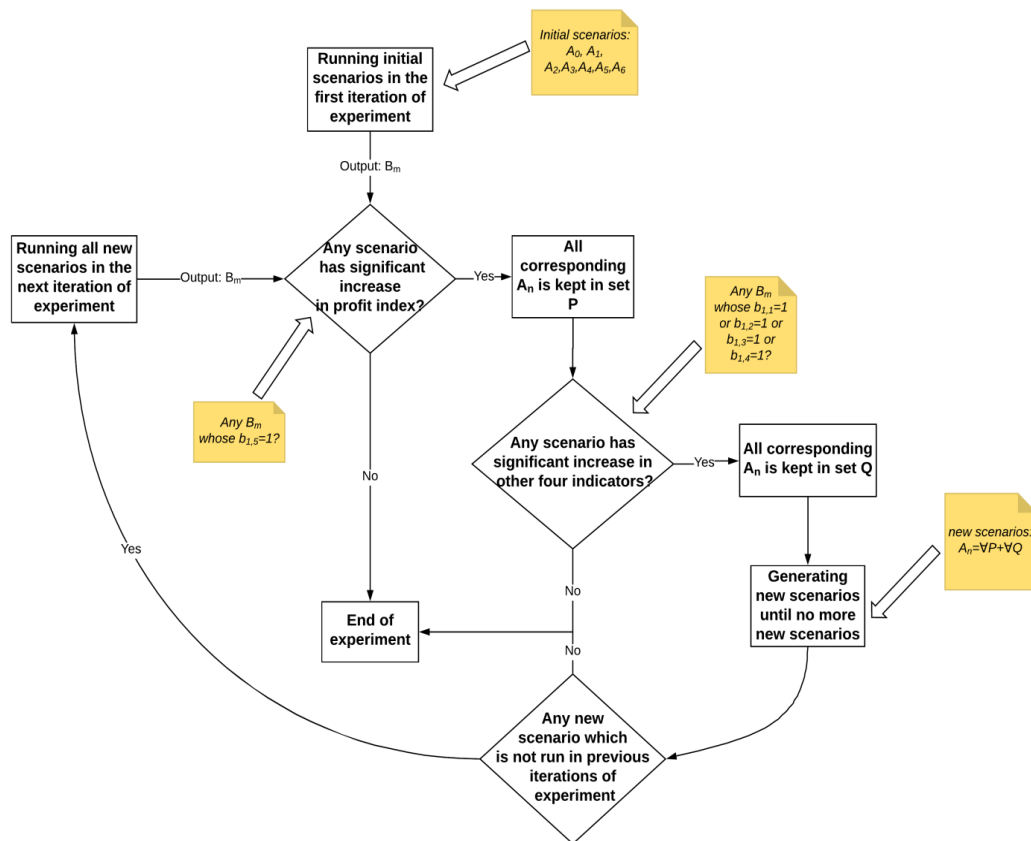 Initial scenarios:
A₀, A₁,
A₂,A₃,A₄,A₅,A₆
Running initial
scenarios in the
first iteration of
experiment
Output: Bₘ
Running all new
scenarios in the
next iteration of
experiment
Output: Bₘ
Any
scenario
has significant
increase
in profit index?
Yes
All
corresponding
Aₙ is kept in set
P
Any Bₘ
whose b₁,₁=1
or b₁,₂=1 or
b₁,₃=1 or
b₁,₄=1?
Any Bₘ
whose b₁,₅=1?
Any scenario has
significant increase in
other four indicators?
Yes
All corresponding
Aₙ is kept in set Q
No
new scenarios:
Aₙ=∀P+∀Q
Yes
No
Generating
new scenarios
until no more
new scenarios
End of
experiment
No
Any new
scenario which
is not run in previous
iterations of
experiment